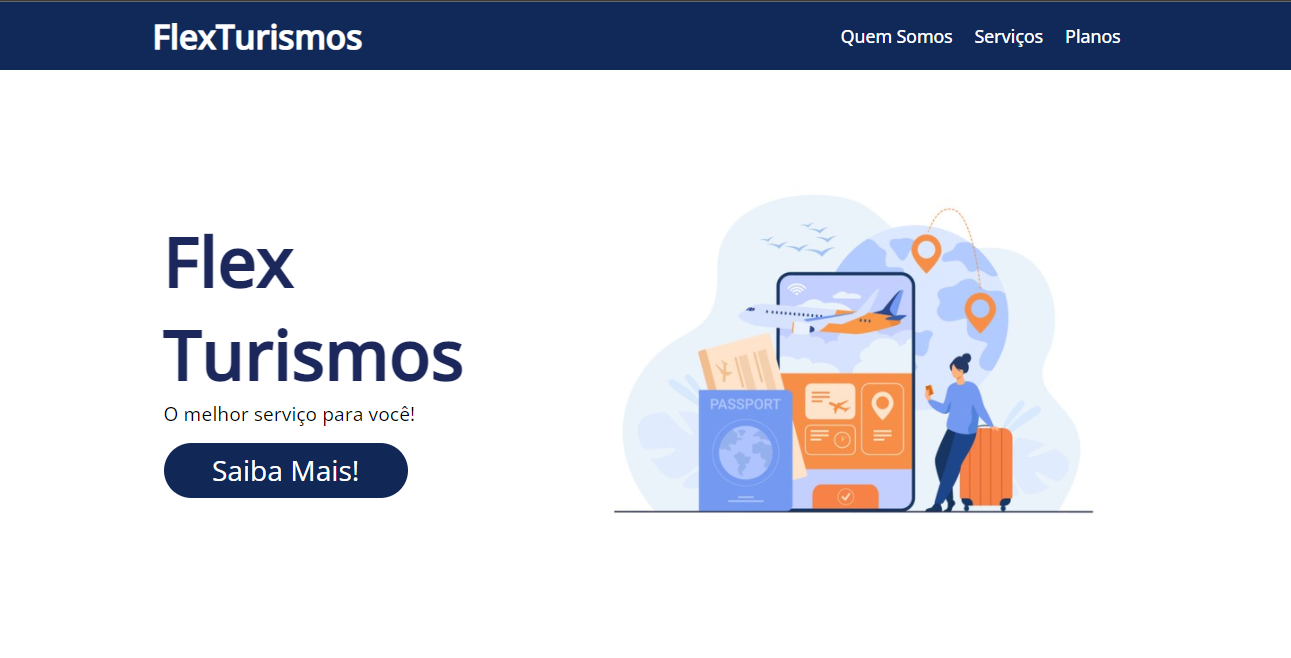 FlexTurismos
Quem Somos Serviços Planos
Flex
Turismos
O melhor serviço para você!
Saiba Mais!
PASSPORT